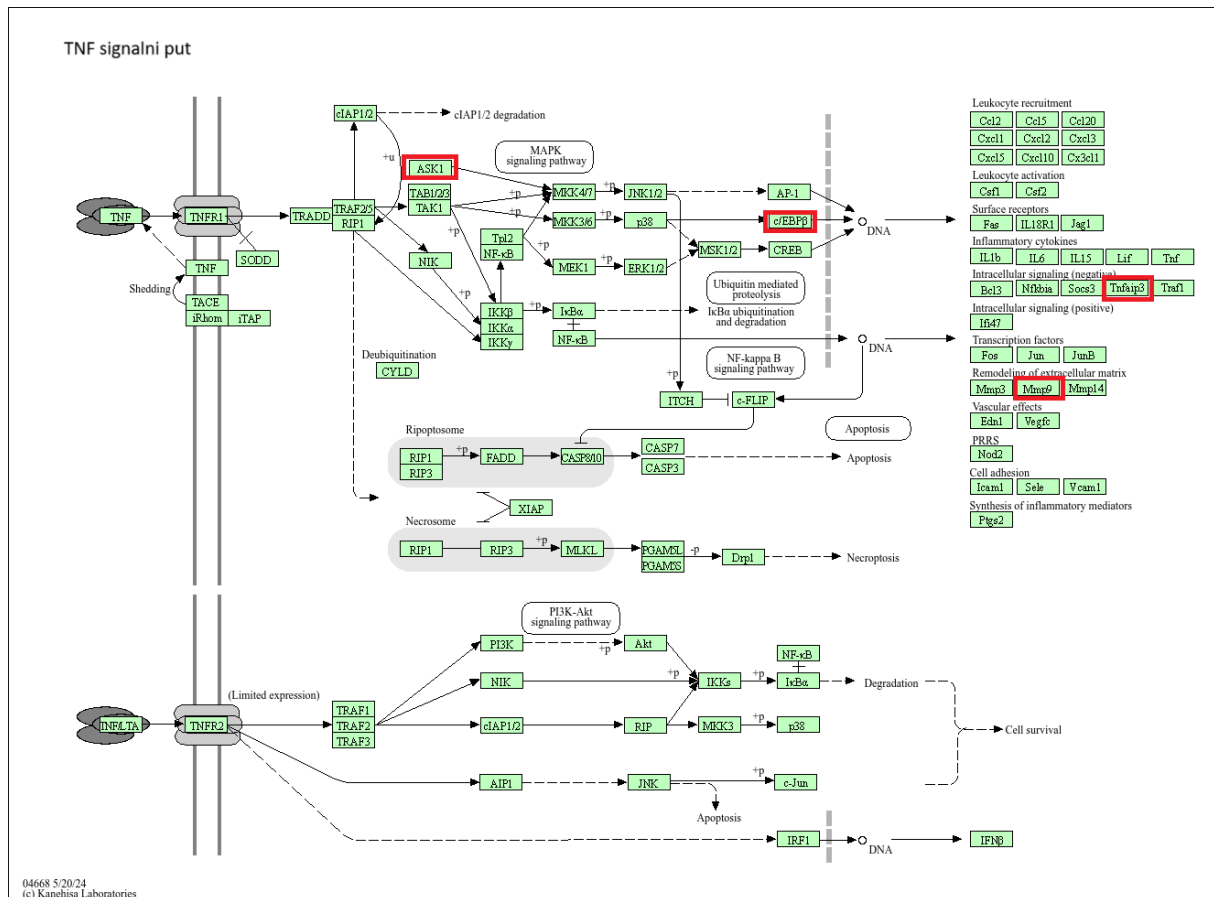 TNF signalni put
cIAP1/2
cIAP1/2 degradation
+u
ASK1
MAPK
signaling pathway
TNF
TNFR1
TRADD
TRAF2/5
RIP1
TAB1/2/3
TAK1
+p
MKK4/7
+p
JNK1/2
AP-1
+p
MKK3/6
+p
p38
+p
c/EBPβ
DNA
SODD
NIK
+p
Tpl2
NF-κB
MEK1
+p
ERK1/2
MSK1/2
CREB
TNF
Shedding
TACE
iRhom
iTAP
+p
IKKβ
IKKα
IKKγ
+p
IκBα
NF-κB
Ubiquitin mediated
proteolysis
IκBα ubiquitination
and degradation
DNA
Deubiquitination
CYLD
NF-kappa B
signaling pathway
+p
ITCH
c-FLIP
Apoptosis
Ripoptosome
RIP1
RIP3
+p
FADD
CASP8/10
CASP7
CASP3
Apoptosis
XIAP
Necrosome
RIP1
RIP3
+p
MLKL
PGAM5L
PGAM5S
-p
Drp1
Necroptosis
Leukocyte recruitment
Ccl2 Ccl5 Ccl20
Cxcl1 Cxcl2 Cxcl3
Cxcl5 Cxcl10 Cx3cl1
Leukocyte activation
Csf1 Csf2
Surface receptors
Fas IL18R1 Jag1
Inflammatory cytokines
IL1b IL6 IL15 Lif Tnf
Intracellular signaling (negative)
Bcl3 Nfkbia Socs3 Tnfaip3 Traf1
Intracellular signaling (positive)
Ifi47
Transcription factors
Fos Jun JunB
Remodeling of extracellular matrix
Mmp3 Mmp9 Mmp14
Vascular effects
Edn1 Vegfc
PRRS
Nod2
Cell adhesion
Icam1 Sele Vcam1
Synthesis of inflammatory mediators
Ptgs2
PI3K-Akt
signaling pathway
PI3K
+p
Akt
NF-κB
NIK
+p
IKKs
+p
IκBα
Degradation
(Limited expression)
TNF/LTA
TNFR2
TRAF1
TRAF2
TRAF3
cIAP1/2
RIP
MKK3
+p
p38
Cell survival
AIP1
JNK
+p
c-Jun
Apoptosis
IRF1
DNA
IFNβ
04668 5/20/24
(c) Kanehisa Laboratories